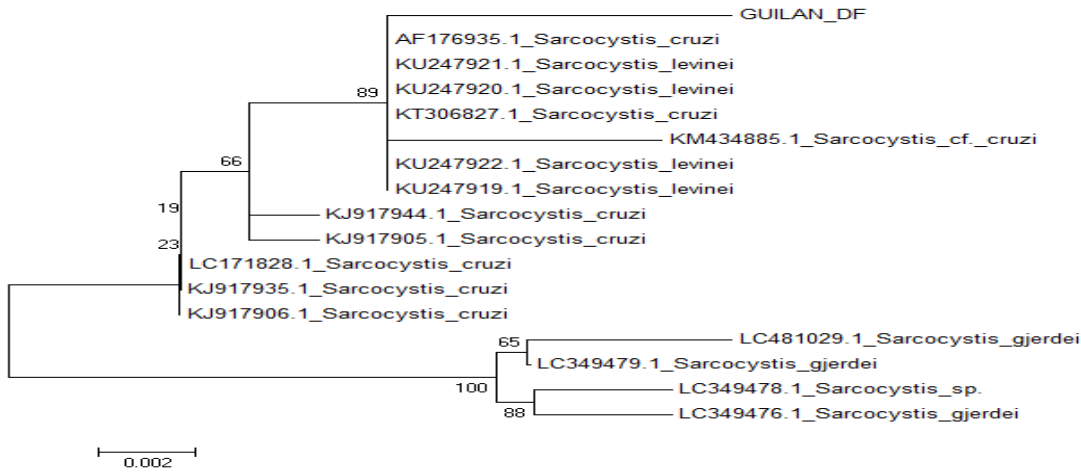 GUILAN_DF
AF176935.1_Sarcocystis_cruzi
KU247921.1_Sarcocystis_levinei
KU247920.1_Sarcocystis_levinei
89
KT306827.1_Sarcocystis_cruzi
KM434885.1_Sarcocystis_cf._cruzi
66
KU247922.1_Sarcocystis_levinei
KU247919.1_Sarcocystis_levinei
19
KJ917944.1_Sarcocystis_cruzi
KJ917905.1_Sarcocystis_cruzi
23
LC171828.1_Sarcocystis_cruzi
KJ917935.1_Sarcocystis_cruzi
KJ917906.1_Sarcocystis_cruzi
LC481029.1_Sarcocystis_gjerdei
65
LC349479.1_Sarcocystis_gjerdei
100
LC349478.1_Sarcocystis_sp.
88
LC349476.1_Sarcocystis_gjerdei
0.002